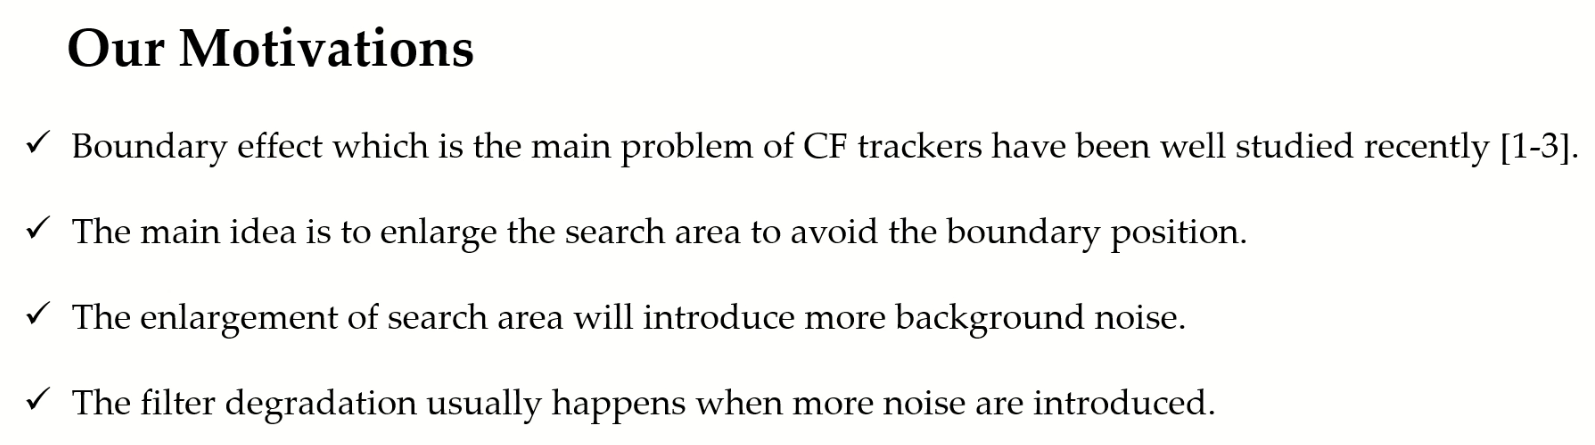 Our Motivations
✓ Boundary effect which is the main problem of CF trackers have been well studied recently [1-3].
✓ The main idea is to enlarge the search area to avoid the boundary position.
✓ The enlargement of search area will introduce more background noise.
✓ The filter degradation usually happens when more noise are introduced.